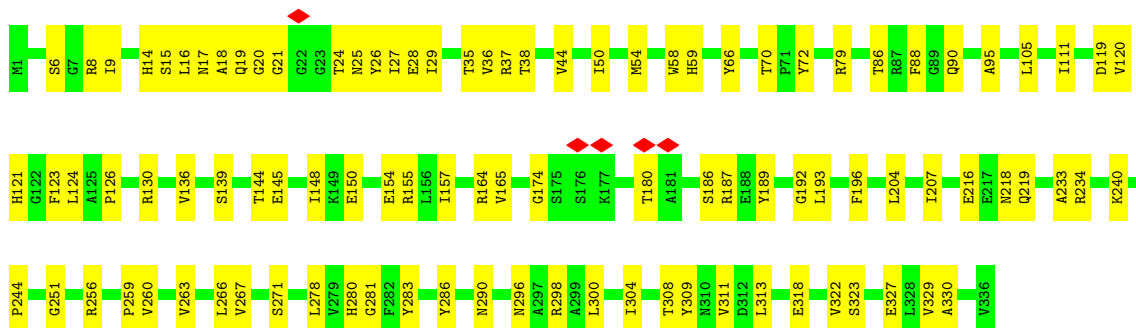 M1 S6 G7 R8 I9 H14 S15 L16 N17 A18 Q19 G20 G21 G22 G23 T24 N25 Y26 I27 E28 I29 T35 V36 R37 T38 V44 I50 M54 W58 H59 Y66 T70 P71 Y72 R79 T86 R87 F88 G89 Q90 A95 L105 I111 D119 V120
H121 G122 F123 L124 A125 P126 R130 V136 S139 T144 E145 I148 K149 E150 E154 R155 L156 I157 R164 V165 G174 S175 S176 K177 T180 A181 S186 R187 E188 Y189 G192 L193 F196 L204 I207 E216 E217 N218 Q219 A233 R234 K240
P244 G251 R256 P259 V260 V263 L266 V267 S271 L278 V279 H280 G281 F282 Y283 Y286 N290 N296 A297 R298 A299 L300 I304 T308 Y309 N310 V311 D312 L313 E318 V322 S323 E327 L328 V329 A330 V336